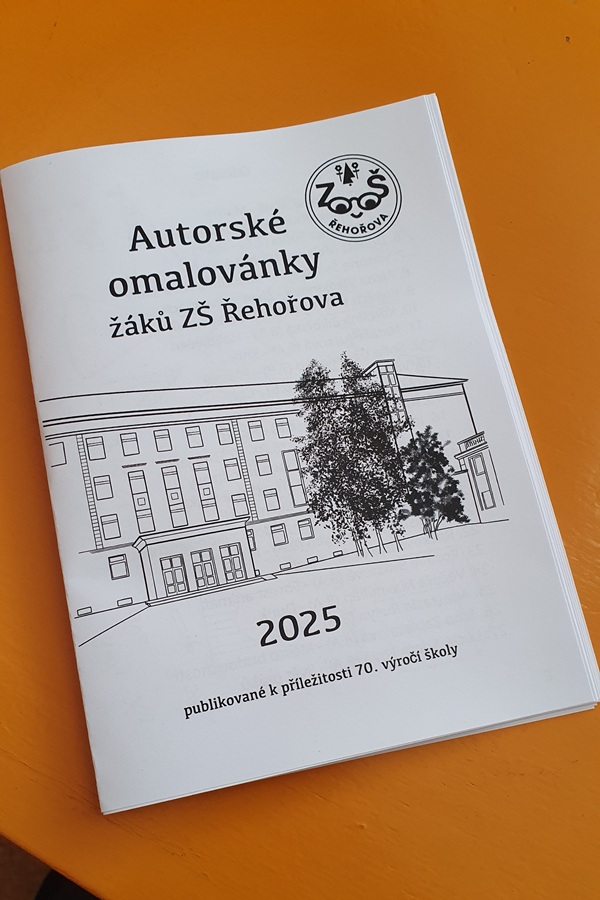 ZŠ
ŘEHOŘOVA
Autorské
omalovánky
žáků ZŠ Řehořova
2025
publikované k příležitosti 70. výročí školy